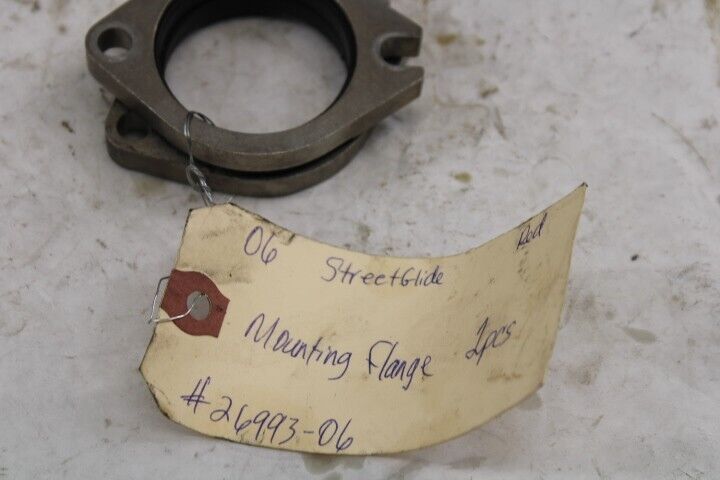 06 StreetGlide Red
Mounting Flange 2pcs
#26993-06